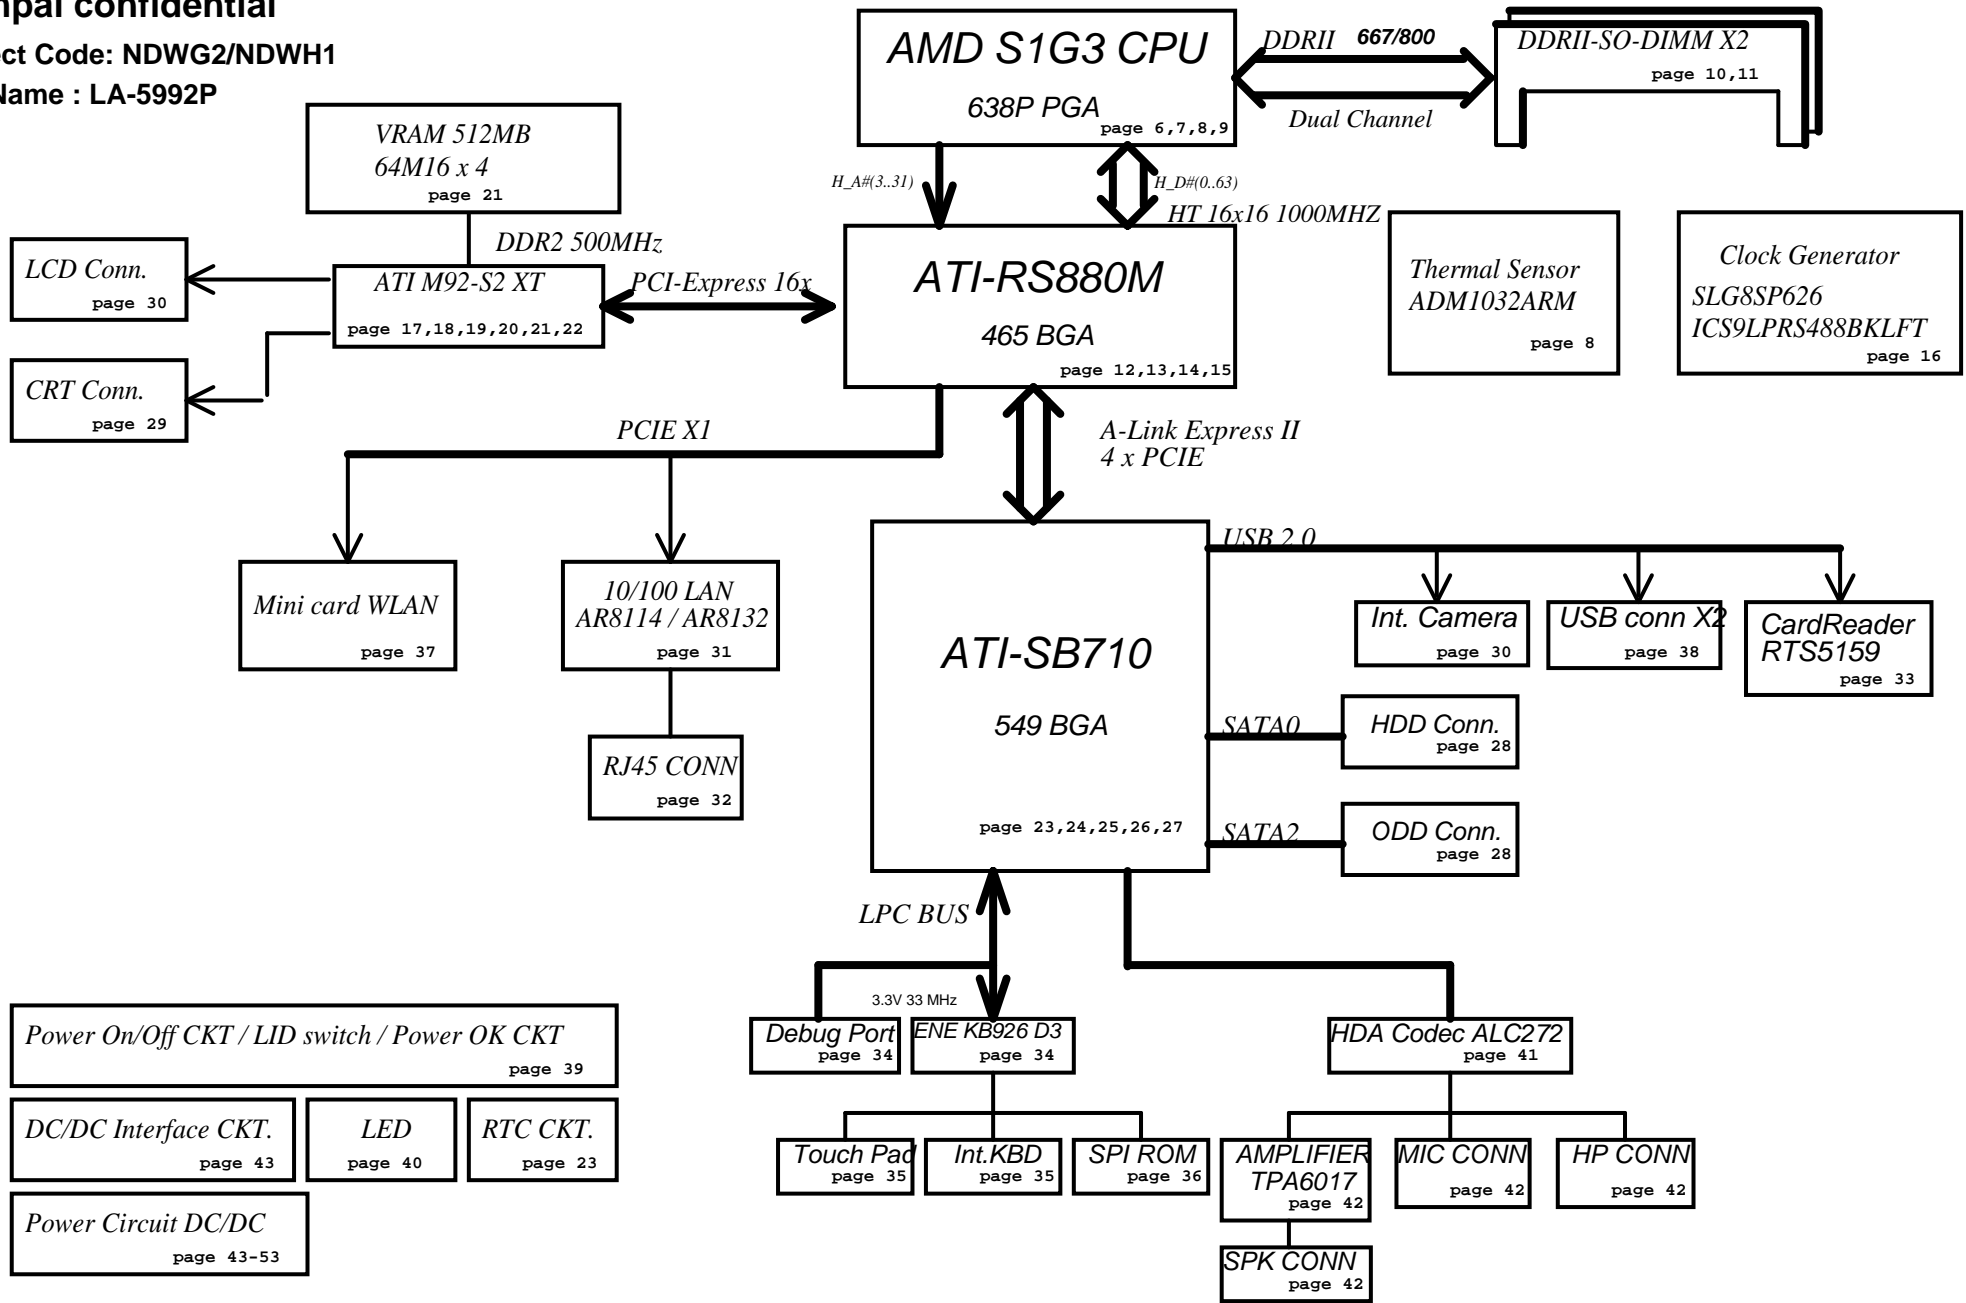 confidential
ect Code: NDWG2/NDWH1
Name : LA-5992P
AMD S1G3 CPU
638P PGA
page 6,7,8,9
DDRII 667/800
Dual Channel
DDRII-SO-DIMM X2
page 10,11
VRAM 512MB
64M16 x 4
page 21
H_A#(3..31)
H_D#(0..63)
HT 16x16 1000MHZ
DDR2 500MHz
LCD Conn.
page 30
ATI M92-S2 XT
page 17,18,19,20,21,22
PCI-Express 16x
ATI-RS880M
465 BGA
page 12,13,14,15
Thermal Sensor
ADM1032ARM
page 8
Clock Generator
SLG8SP626
ICS9LPRS488BKLFT
page 16
CRT Conn.
page 29
PCIE X1
A-Link Express II
4 x PCIE
Mini card WLAN
page 37
10/100 LAN
AR8114 / AR8132
page 31
RJ45 CONN
page 32
ATI-SB710
549 BGA
page 23,24,25,26,27
USB 2.0
Int. Camera
page 30
USB conn X2
page 38
CardReader
RTS5159
page 33
SATA0
HDD Conn.
page 28
SATA2
ODD Conn.
page 28
LPC BUS
3.3V 33 MHz
Debug Port
page 34
ENE KB926 D3
page 34
HDA Codec ALC272
page 41
Touch Pad
page 35
Int.KBD
page 35
SPI ROM
page 36
AMPLIFIER
TPA6017
page 42
MIC CONN
page 42
HP CONN
page 42
SPK CONN
page 42
Power On/Off CKT / LID switch / Power OK CKT
page 39
DC/DC Interface CKT.
page 43
LED
page 40
RTC CKT.
page 23
Power Circuit DC/DC
page 43-53